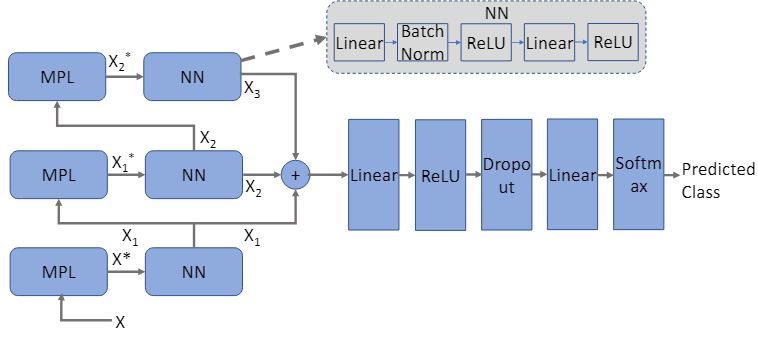 NN
Linear
Batch
Norm
ReLU
Linear
ReLU
MPL
X2*
NN
X3
X2
MPL
X1*
NN
X2
+
Linear
ReLU
Dropo
ut
Linear
Softm
ax
Predicted
Class
X1
X1
MPL
X*
NN
X